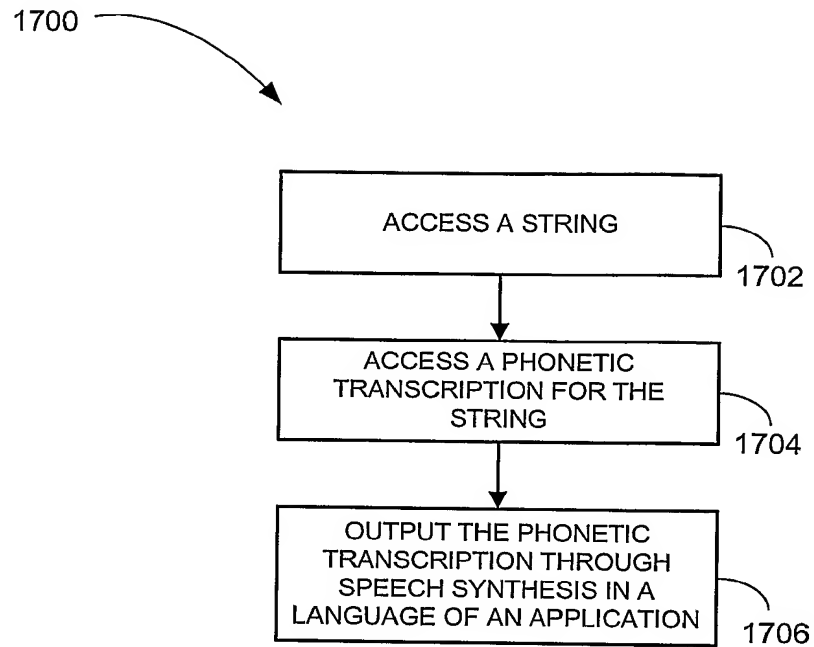 1700
ACCESS A STRING
1702
ACCESS A PHONETIC
TRANSCRIPTION FOR THE
STRING
1704
OUTPUT THE PHONETIC
TRANSCRIPTION THROUGH
SPEECH SYNTHESIS IN A
LANGUAGE OF AN APPLICATION
1706